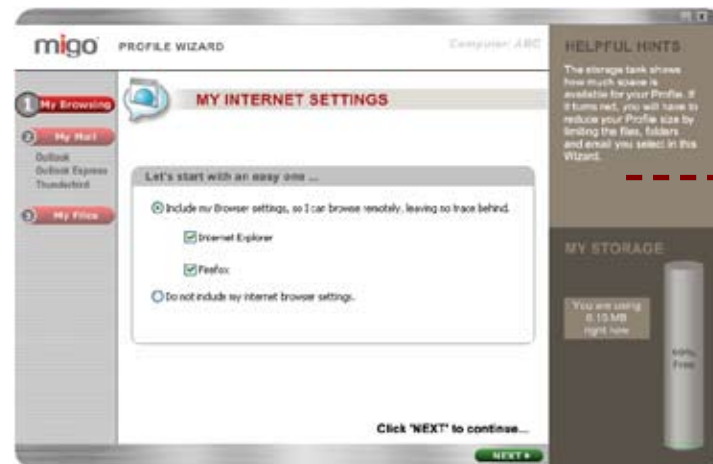 migo PROFILE WIZARD
Computer: ABC
1 My Browsing
2 My Mail
Outlook
Outlook Express
Thunderbird
3 My Files
MY INTERNET SETTINGS
Let's start with an easy one ...
Include my Browser settings, so I can browse remotely, leaving no trace behind.
Internet Explorer
Firefox
Do not include my internet browser settings.
Click 'NEXT' to continue...
NEXT
HELPFUL HINTS
The storage tank shows
how much space is
available for your Profile. If
it turns red, you will have to
reduce your Profile size by
limiting the files, folders
and email you select in this
Wizard.
MY STORAGE
You are using
right now
Free